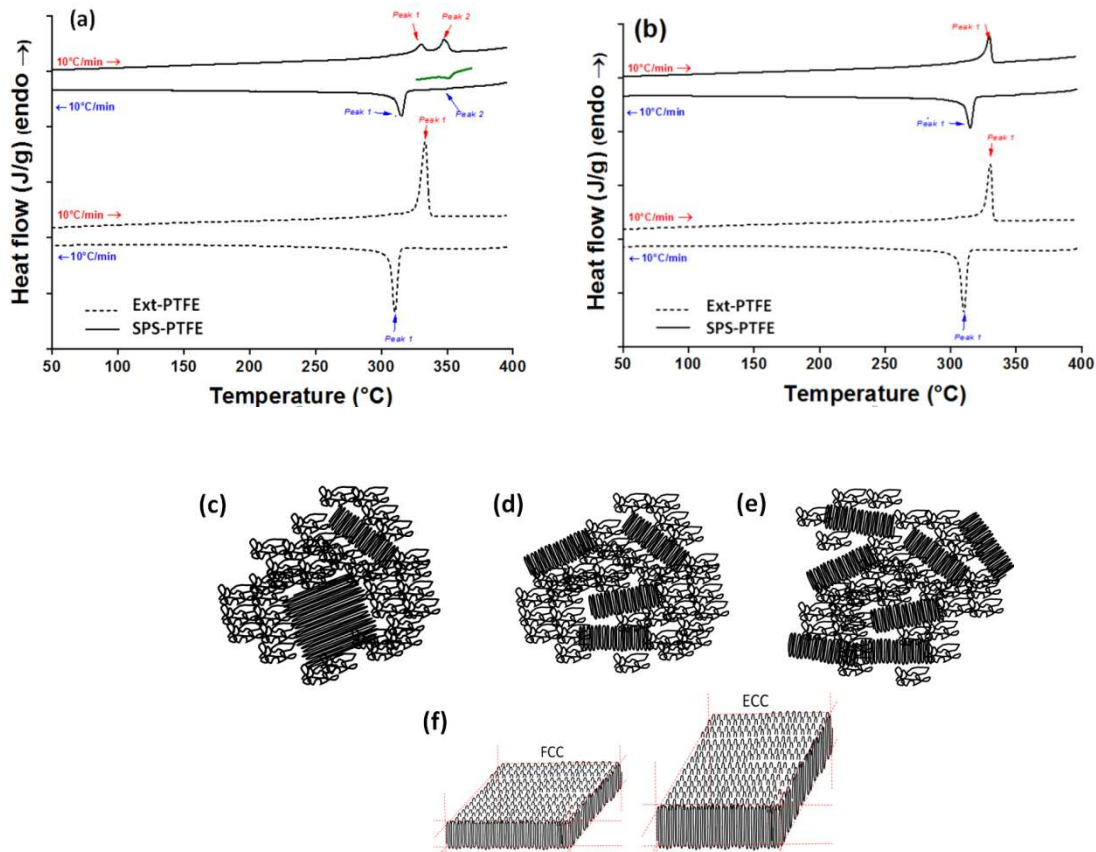 (a)
Peak 1
Peak 2
10°C/min →
← 10°C/min
Peak 1
Peak 2
Peak 1
10°C/min →
← 10°C/min
Ext-PTFE
SPS-PTFE
Peak 1
Heat flow (J/g) (endo →)
50 100 150 200 250 300 350 400
Temperature (°C)
(b)
Peak 1
10°C/min →
← 10°C/min
Peak 1
Peak 1
10°C/min →
← 10°C/min
Ext-PTFE
SPS-PTFE
Peak 1
Heat flow (J/g) (endo →)
50 100 150 200 250 300 350 400
Temperature (°C)
(c)
(d)
(e)
(f)
FCC
ECC